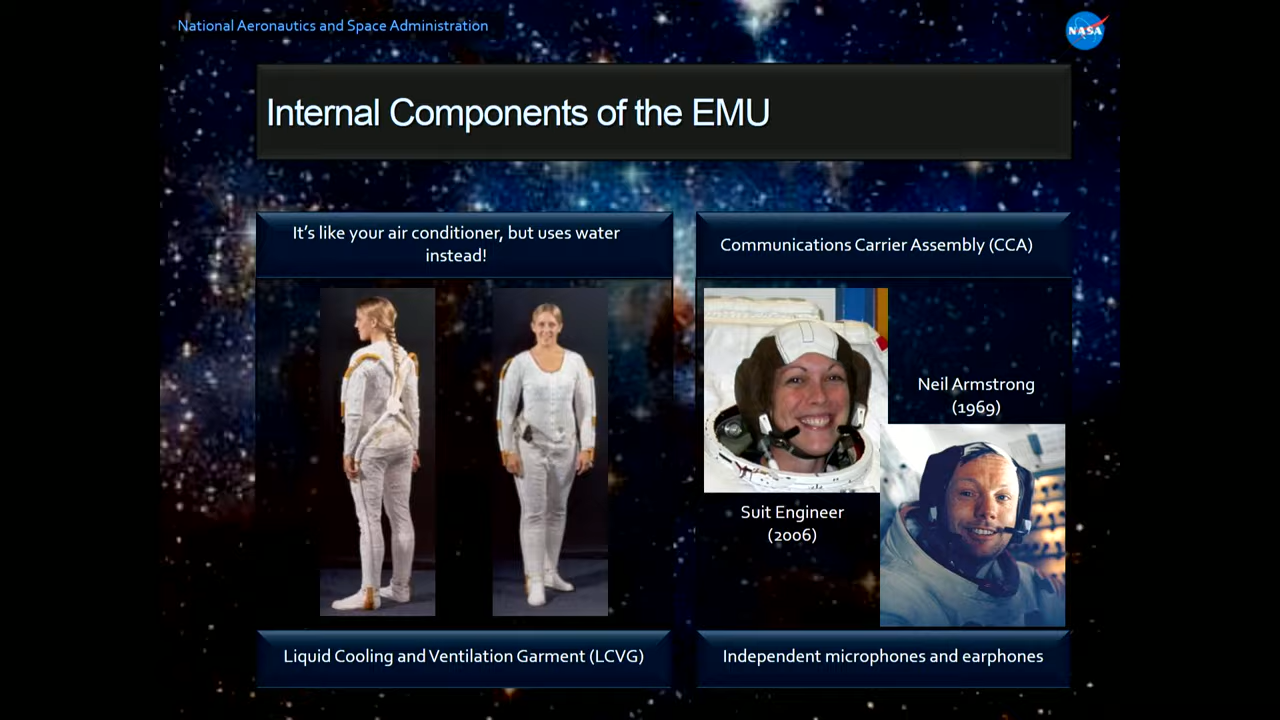 National Aeronautics and Space Administration
NASA
Internal Components of the EMU
It's like your air conditioner, but uses water
instead!
Communications Carrier Assembly (CCA)
Neil Armstrong
(1969)
Suit Engineer
(2006)
Liquid Cooling and Ventilation Garment (LCVG)
Independent microphones and earphones